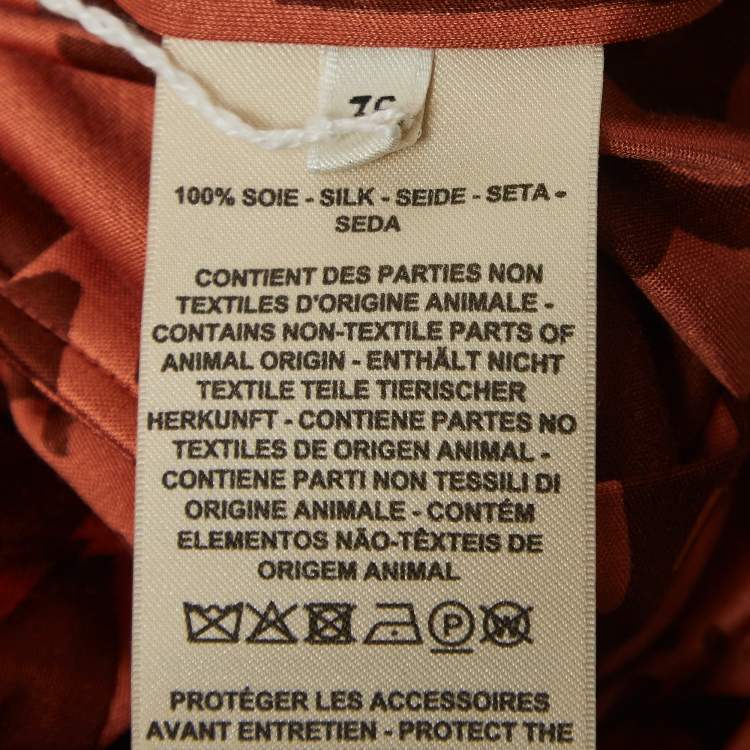 100% SOIE - SILK - SEIDE - SETA -
SEDA
CONTIENT DES PARTIES NON
TEXTILES D'ORIGINE ANIMALE -
CONTAINS NON-TEXTILE PARTS OF
ANIMAL ORIGIN - ENTHÄLT NICHT
TEXTILE TEILE TIERISCHER
HERKUNFT - CONTIENE PARTES NO
TEXTILES DE ORIGEN ANIMAL -
CONTIENE PARTI NON TESSILI DI
ORIGINE ANIMALE - CONTÉM
ELEMENTOS NÃO-TÊXTEIS DE
ORIGEM ANIMAL
P W
PROTÉGER LES ACCESSOIRES
AVANT ENTRETIEN - PROTECT THE